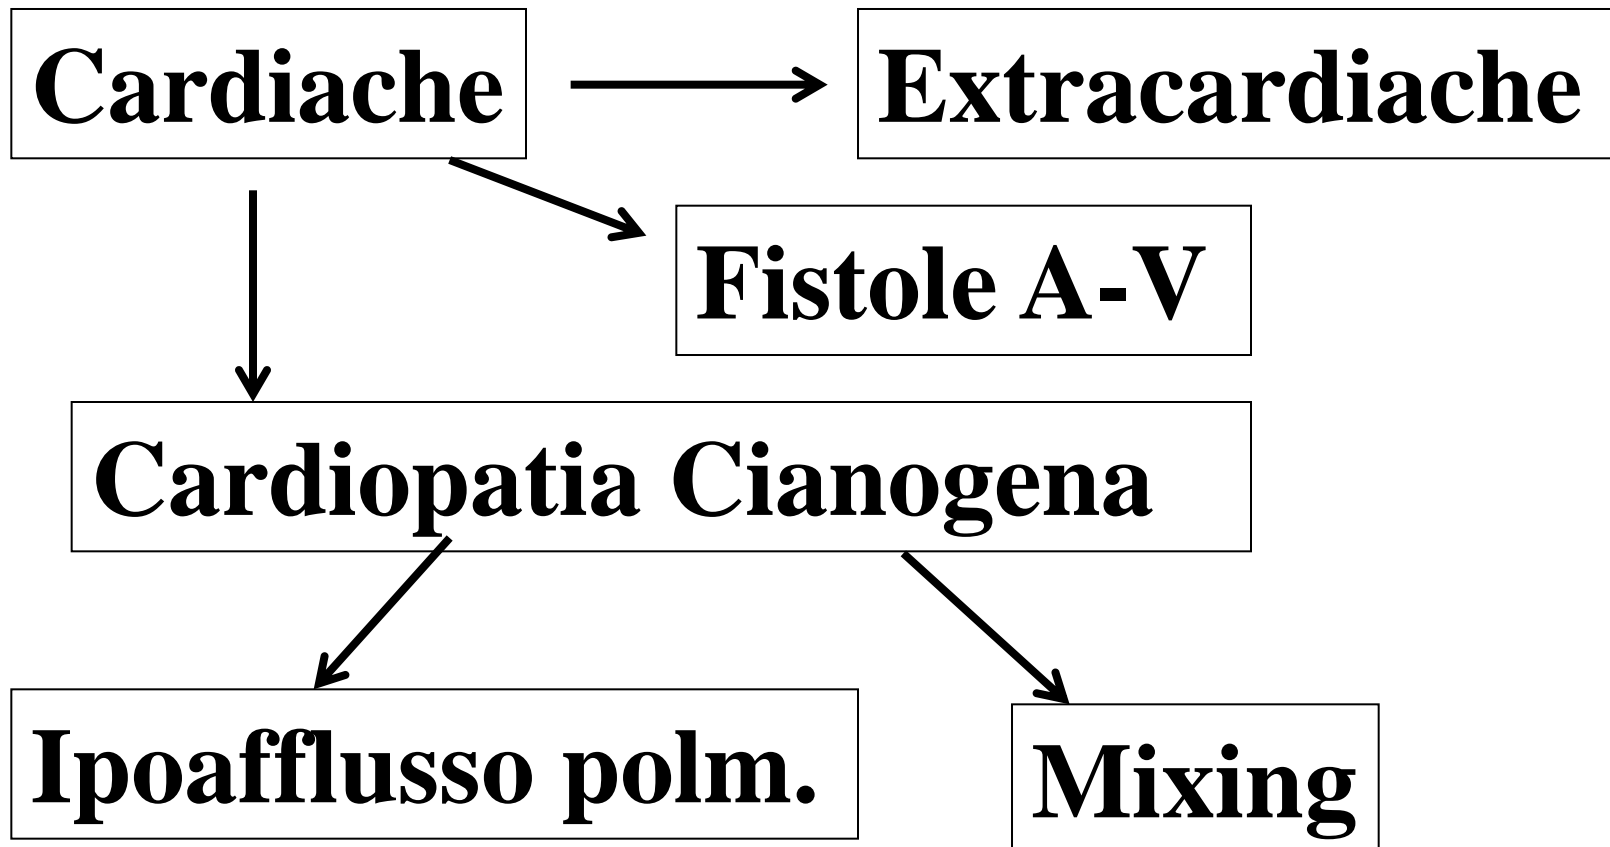 Cardiache
Extracardiache
Fistole A-V
Cardiopatia Cianogena
Ipoafflusso polm.
Mixing